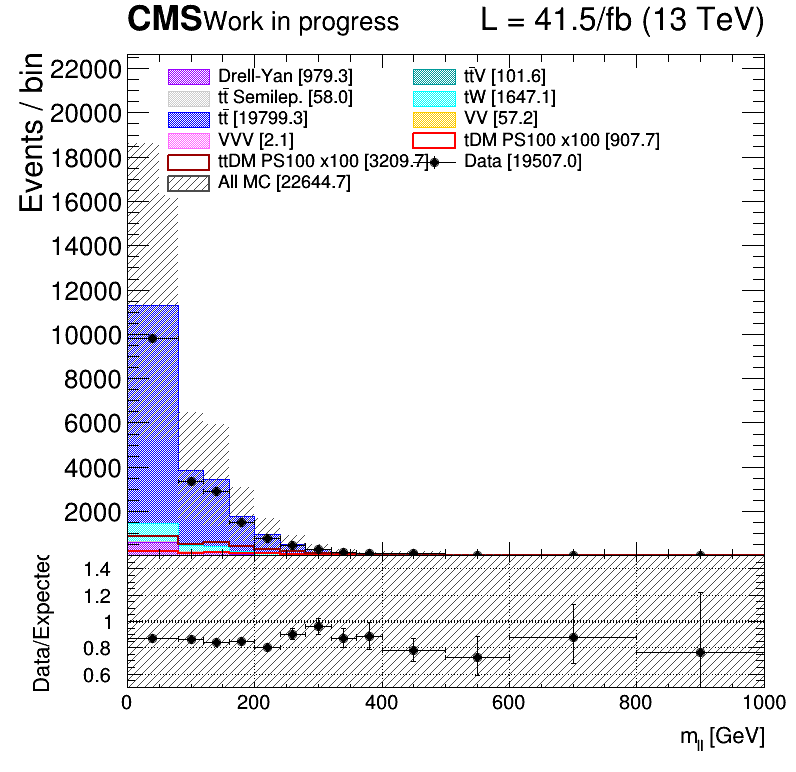 CMS Work in progress L = 41.5/fb (13 TeV)
Events / bin
22000
20000
18000
16000
14000
12000
10000
8000
6000
4000
2000
Drell-Yan [979.3]
tt̄V [101.6]
tt̄ Semilep. [58.0]
tW [1647.1]
tt̄ [19799.3]
VV [57.2]
VVV [2.1]
tDM PS100 x100 [907.7]
ttDM PS100 x100 [3209.7]
Data [19507.0]
All MC [22644.7]
Data/Expected
1.4
1.2
1
0.8
0.6
0 200 400 600 800 1000
m_ll [GeV]